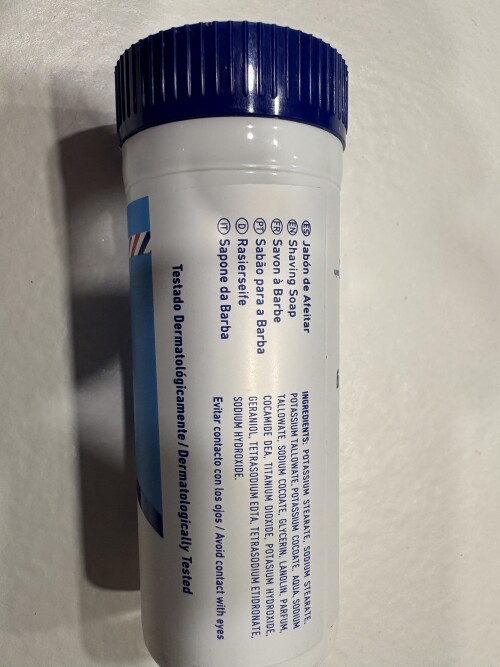 ES Jabón de Afeitar
EN Shaving Soap
FR Savon à Barbe
PT Sabão para a Barba
D Rasierseife
IT Sapone da Barba
INGREDIENTS: POTASSIUM STEARATE, SODIUM STEARATE,
POTASSIUM TALLOWATE, POTASSIUM COCOATE, AQUA, SODIUM
TALLOWATE, SODIUM COCOATE, GLYCERIN, LANOLIN, PARFUM,
COCAMIDE DEA, TITANIUM DIOXIDE, POTASIUM HYDROXIDE,
GERANIOL, TETRASODIUM EDTA, TETRASODIUM ETIDRONATE,
SODIUM HYDROXIDE.
Evitar contacto con los ojos / Avoid contact with eyes
Testado Dermatológicamente / Dermatologically Tested